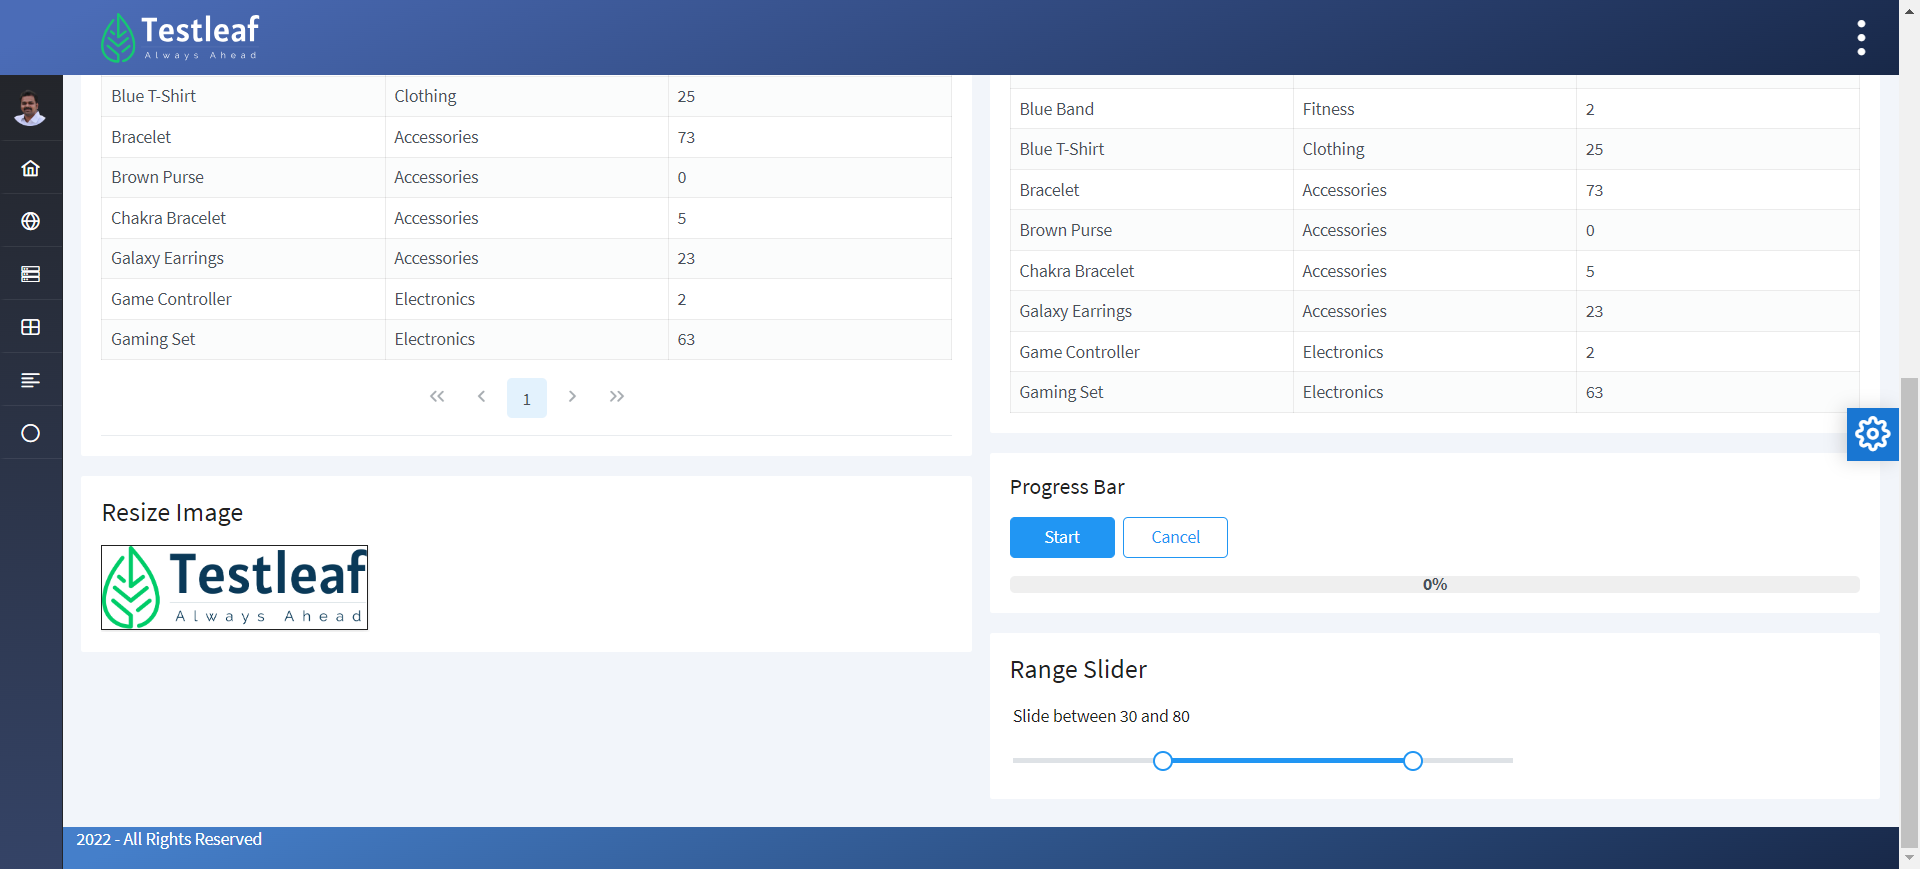 Testleaf
Always Ahead
Blue T-Shirt Clothing 25
Bracelet Accessories 73
Brown Purse Accessories 0
Chakra Bracelet Accessories 5
Galaxy Earrings Accessories 23
Game Controller Electronics 2
Gaming Set Electronics 63
1
Resize Image
Testleaf
Always Ahead
Blue Band Fitness 2
Blue T-Shirt Clothing 25
Bracelet Accessories 73
Brown Purse Accessories 0
Chakra Bracelet Accessories 5
Galaxy Earrings Accessories 23
Game Controller Electronics 2
Gaming Set Electronics 63
Progress Bar
Start Cancel
0%
Range Slider
Slide between 30 and 80
2022 - All Rights Reserved